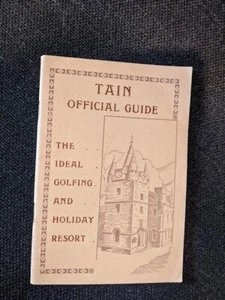 TAIN
OFFICIAL GUIDE
THE
IDEAL
GOLFING
AND
HOLIDAY
RESORT